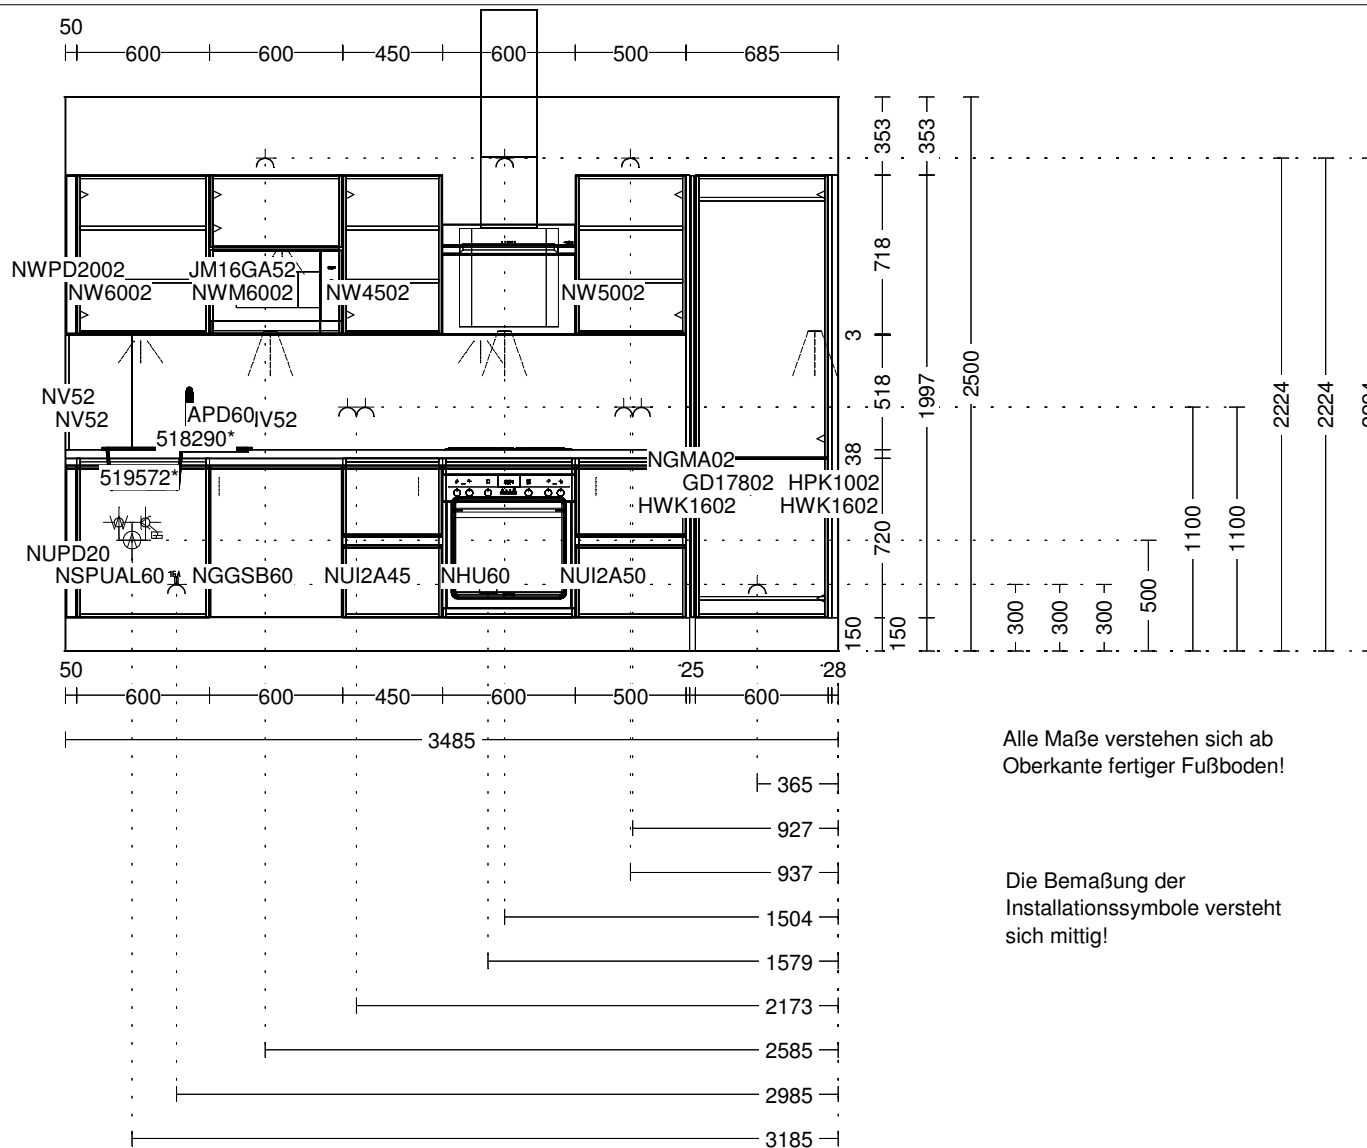 50
600 600 450 600 500 685
353 353
718
3
518
38
720
150
150
1997
2500
2224 2224
1100 1100
500
300 300 300
NWPD2002 JM16GA52
NW6002 NWM6002 NW4502 NW5002
NV52
NV52 APD60 IV52
518290*
519572*
NGMA02
GD17802 HPK1002
HWK1602 HWK1602
NUPD20
NSPUAL60 NGGSB60 NUI2A45 NHU60 NUI2A50
50 25 28
600 600 450 600 500 600
3485
365
927
937
1504
1579
2173
2585
2985
3185
Alle Maße verstehen sich ab
Oberkante fertiger Fußboden!
Die Bemaßung der
Installationssymbole versteht
sich mittig!